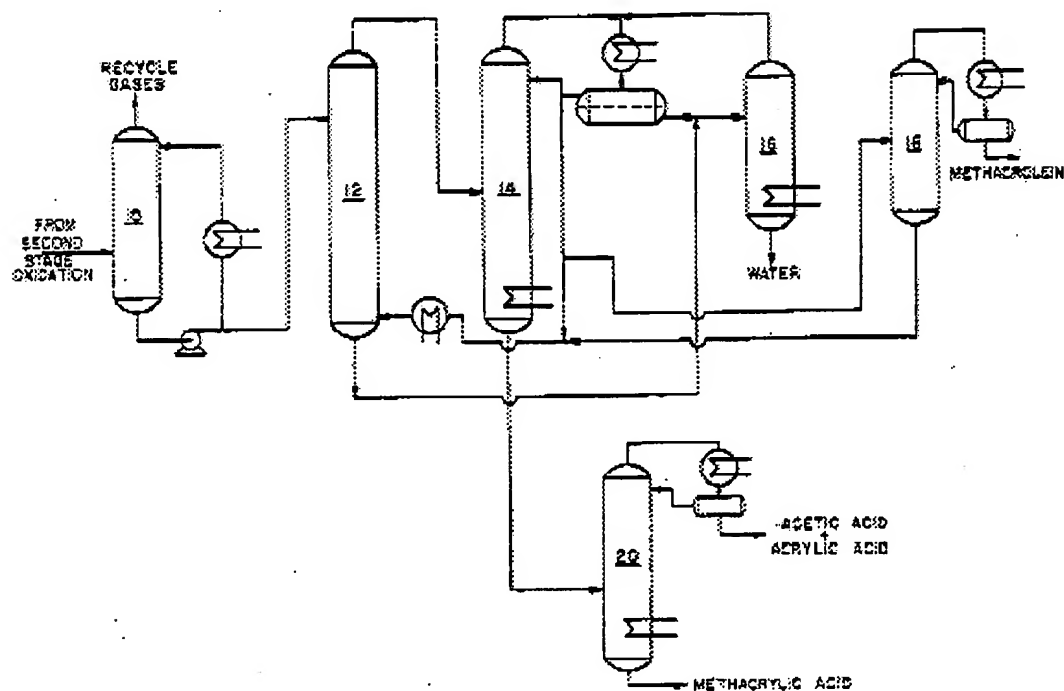 RECYCLE
GASES
10
FROM
SECOND
STAGE
OXIDATION
12
14
16
WATER
18
METHACROLEIN
20
ACETIC ACID
+
ACRYLIC ACID
METHACRYLIC ACID